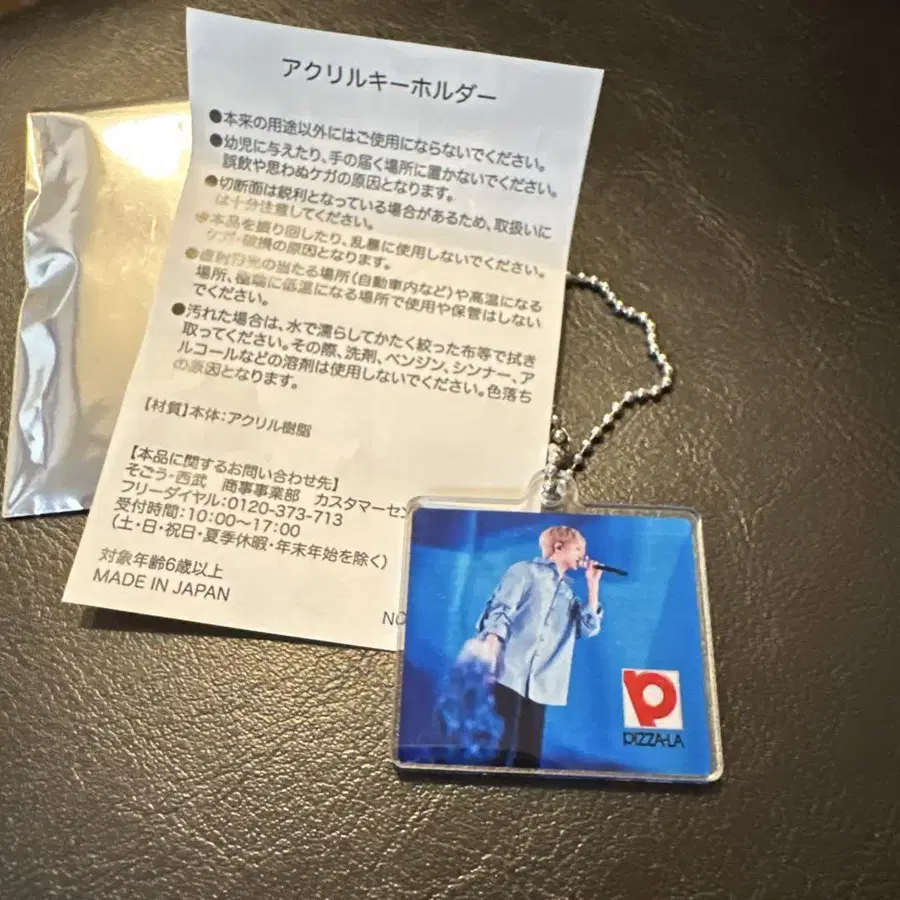 アクリルキーホルダー
●本来の用途以外にはご使用にならないでください。
●幼児に与えたり、手の届く場所に置かないでください。
誤飲や思わぬケガの原因となります。
●切断面は鋭利となっている場合があるため、取扱いに
は十分注意してください。
●本品を振り回したり、乱暴に使用しないでください。
ケガ・破損の原因となります。
●直射日光の当たる場所(自動車内など)や高温になる
場所、極端に低温になる場所で使用や保管はしない
でください。
●汚れた場合は、水で濡らしてかたく絞った布等で拭き
取ってください。その際、洗剤、ベンジン、シンナー、ア
ルコールなどの溶剤は使用しないでください。色落ち
の原因となります。
【材質】本体:アクリル樹脂
【本品に関するお問い合わせ先】
そごう・西武 商事事業部 カスタマーセン
フリーダイヤル:0120-373-713
受付時間:10:00〜17:00
(土・日・祝日・夏季休暇・年末年始を除く)
対象年齢6歳以上
MADE IN JAPAN
NO
PIZZA-LA